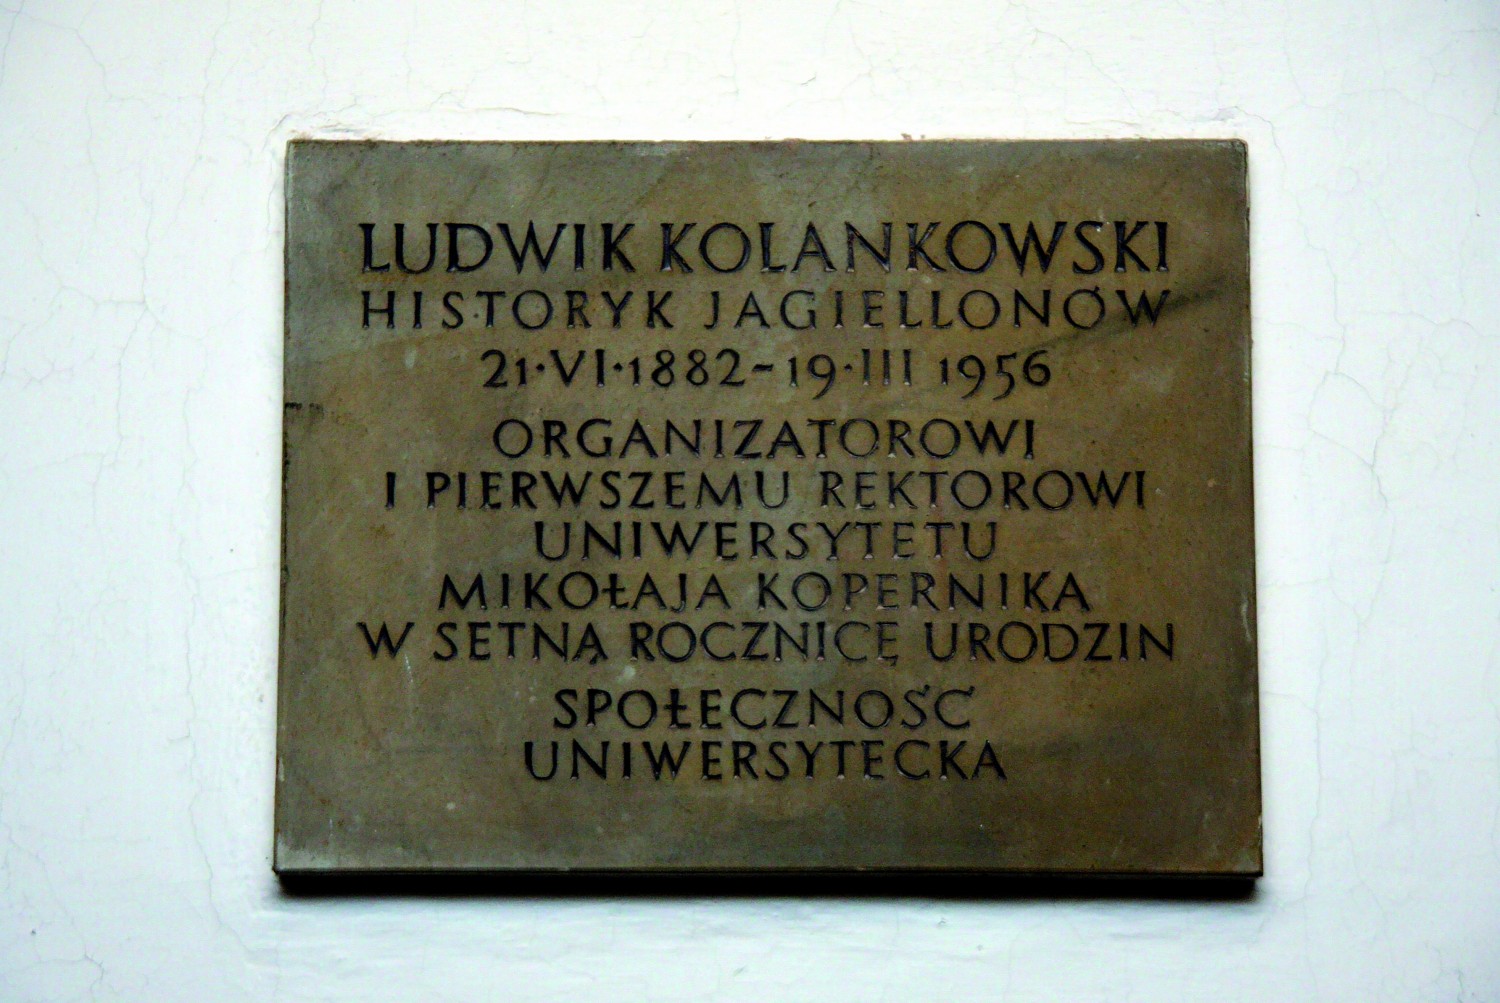 LUDWIK KOLANKOWSKI
HISTORYK JAGIELLONÓW
21·VI·1882-19·III 1956
ORGANIZATOROWI
I PIERWSZEMU REKTOROWI
UNIWERSYTETU
MIKOŁAJA KOPERNIKA
W SETNĄ ROCZNICĘ URODZIN
SPOŁECZNOŚĆ
UNIWERSYTECKA